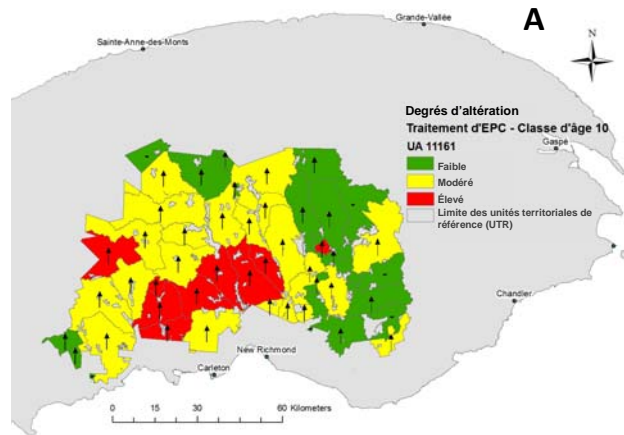 A
Grande-Vallée
Sainte-Anne-des-Monts
N
Degrés d'altération
Traitement d'EPC - Classe d'âge 10
UA 11161
Faible
Modéré
Élevé
Limite des unités territoriales de
référence (UTR)
Gaspé
Chandler
New Richmond
Carleton
0 15 30 60 Kilometers